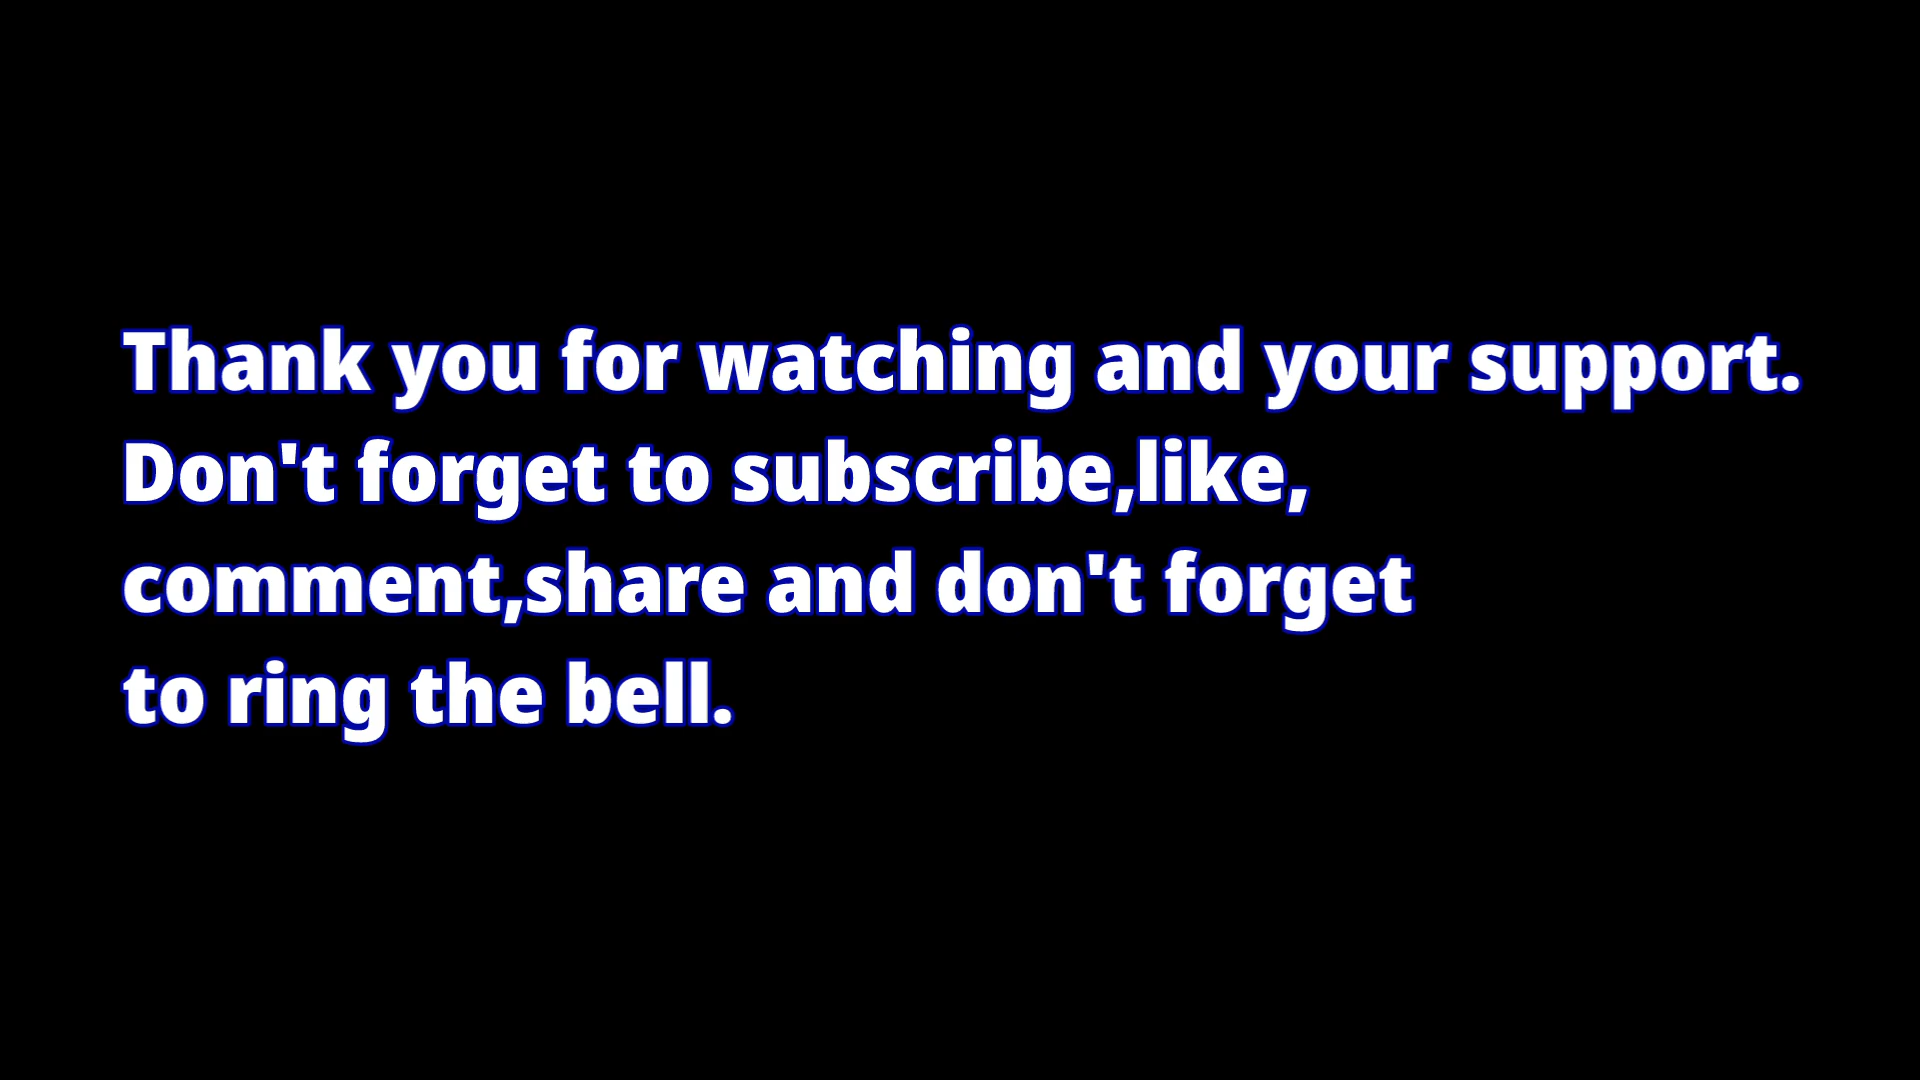 Thank you for watching and your support.
Don't forget to subscribe,like,
comment,share and don't forget
to ring the bell.